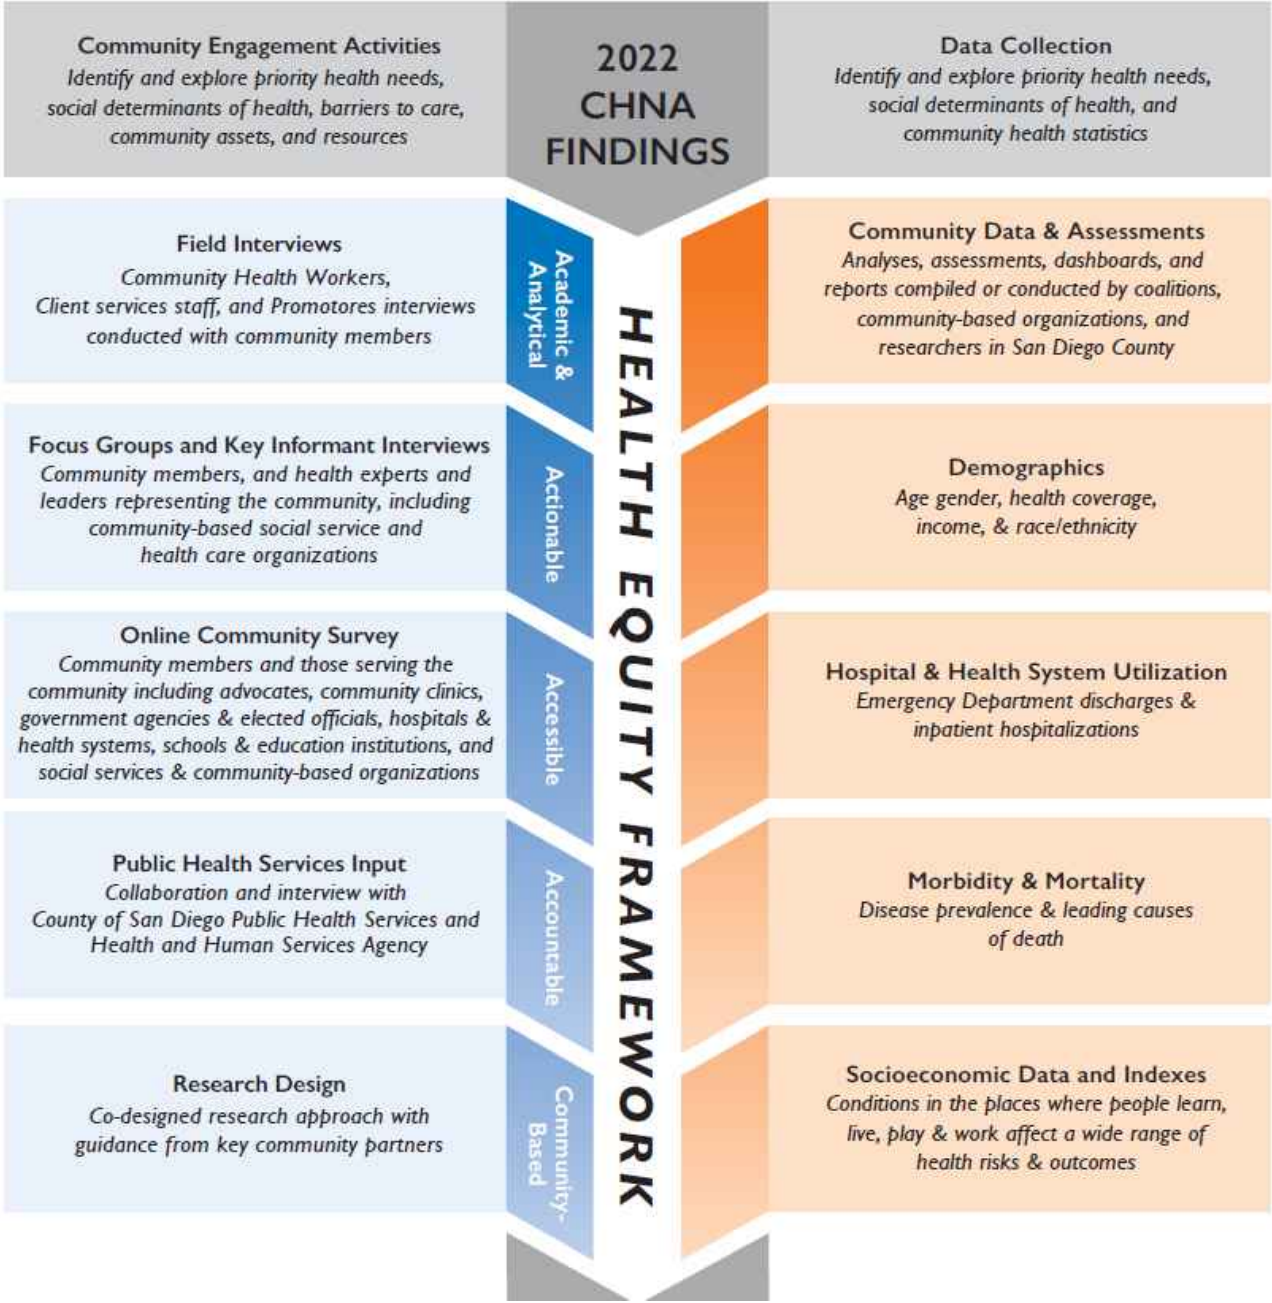 Community Engagement Activities
Identify and explore priority health needs,
social determinants of health, barriers to care,
community assets, and resources
2022
CHNA
FINDINGS
Data Collection
Identify and explore priority health needs,
social determinants of health, and
community health statistics
Field Interviews
Community Health Workers,
Client services staff, and Promotores interviews
conducted with community members
Academic &
Analytical
Community Data & Assessments
Analyses, assessments, dashboards, and
reports compiled or conducted by coalitions,
community-based organizations, and
researchers in San Diego County
HEALTH EQUITY FRAMEWORK
Focus Groups and Key Informant Interviews
Community members, and health experts and
leaders representing the community, including
community-based social service and
health care organizations
Actionable
Demographics
Age gender, health coverage,
income, & race/ethnicity
Online Community Survey
Community members and those serving the
community including advocates, community clinics,
government agencies & elected officials, hospitals &
health systems, schools & education institutions, and
social services & community-based organizations
Accessible
Hospital & Health System Utilization
Emergency Department discharges &
inpatient hospitalizations
Public Health Services Input
Collaboration and interview with
County of San Diego Public Health Services and
Health and Human Services Agency
Accountable
Morbidity & Mortality
Disease prevalence & leading causes
of death
Research Design
Co-designed research approach with
guidance from key community partners
Community-
Based
Socioeconomic Data and Indexes
Conditions in the places where people learn,
live, play & work affect a wide range of
health risks & outcomes